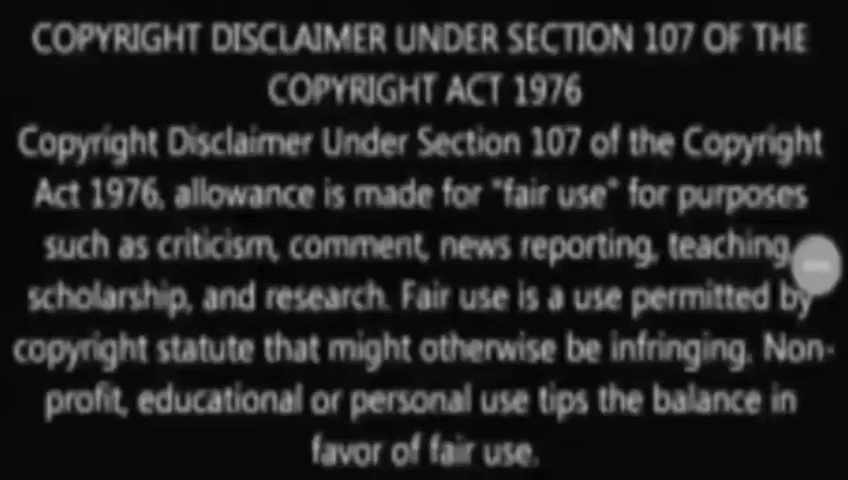 COPYRIGHT DISCLAIMER UNDER SECTION 107 OF THE
COPYRIGHT ACT 1976
Copyright Disclaimer Under Section 107 of the Copyright
Act 1976, allowance is made for "fair use" for purposes
such as criticism, comment, news reporting, teaching,
scholarship, and research. Fair use is a use permitted by
copyright statute that might otherwise be infringing. Non-
profit, educational or personal use tips the balance in
favor of fair use.